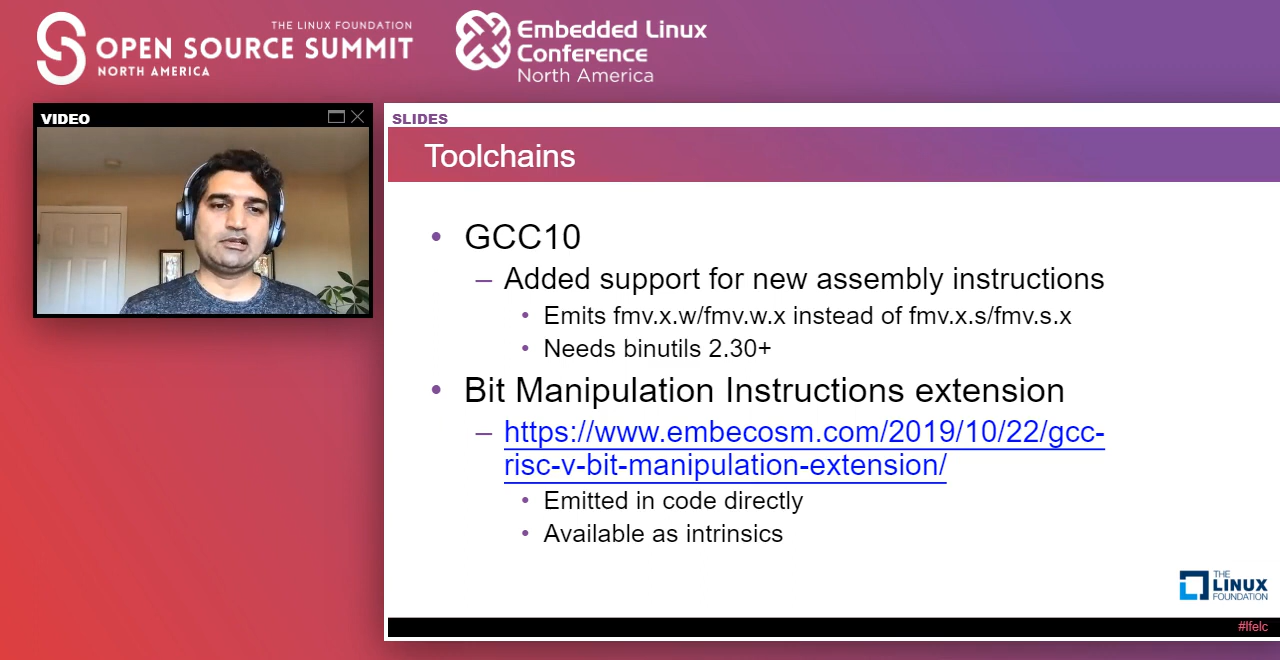 THE LINUX FOUNDATION
OPEN SOURCE SUMMIT
NORTH AMERICA
Embedded Linux
Conference
North America
VIDEO
SLIDES
Toolchains
• GCC10
– Added support for new assembly instructions
• Emits fmv.x.w/fmv.w.x instead of fmv.x.s/fmv.s.x
• Needs binutils 2.30+
• Bit Manipulation Instructions extension
– https://www.embecosm.com/2019/10/22/gcc-
risc-v-bit-manipulation-extension/
• Emitted in code directly
• Available as intrinsics
THE
LINUX
FOUNDATION
#lfelc